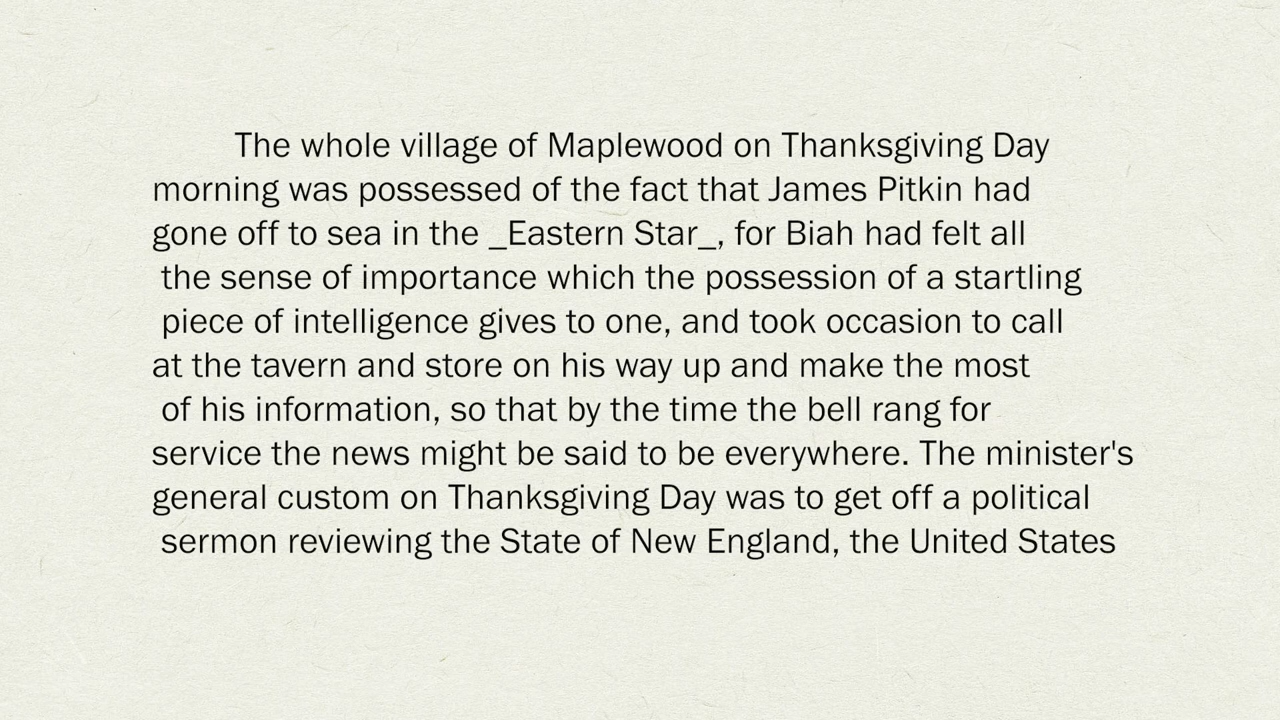 The whole village of Maplewood on Thanksgiving Day
morning was possessed of the fact that James Pitkin had
gone off to sea in the _Eastern Star_, for Biah had felt all
the sense of importance which the possession of a startling
piece of intelligence gives to one, and took occasion to call
at the tavern and store on his way up and make the most
of his information, so that by the time the bell rang for
service the news might be said to be everywhere. The minister's
general custom on Thanksgiving Day was to get off a political
sermon reviewing the State of New England, the United States